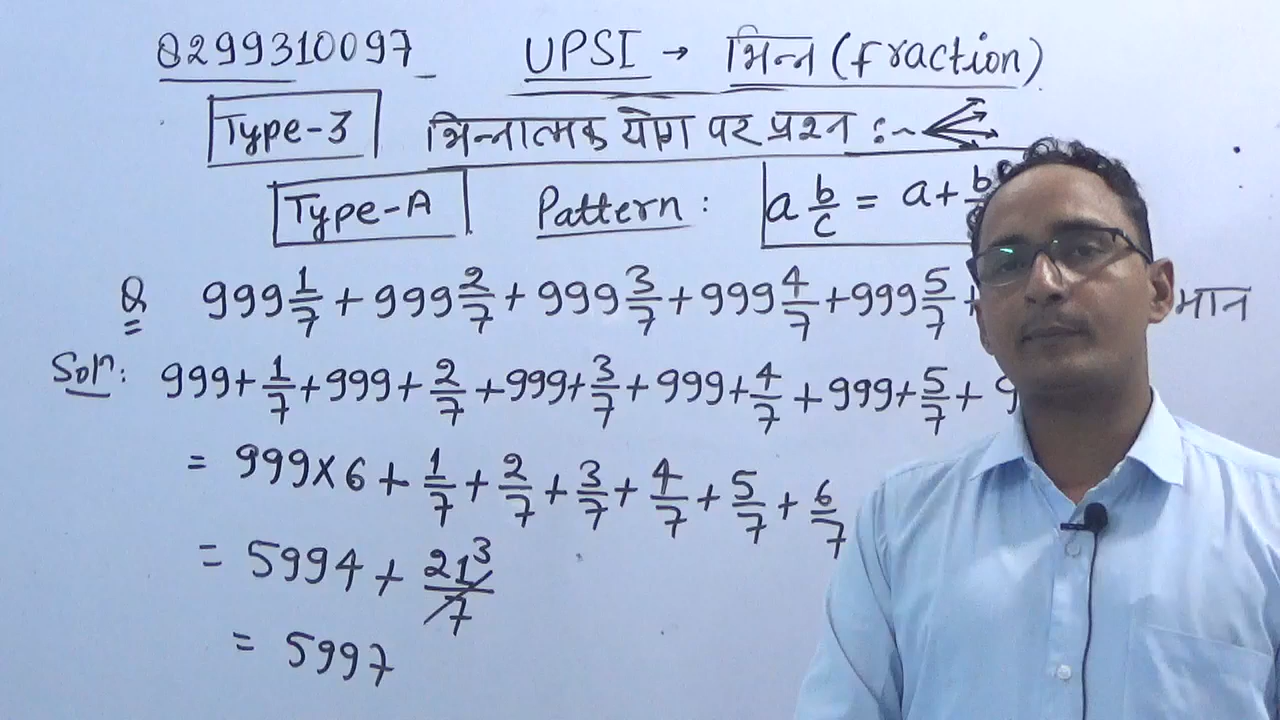 8299310097 UPSI → भिन्न (fraction)
Type-3 भिन्नात्मक योग पर प्रश्न :-
Type-A Pattern: a b/c = a + b
Q 999 1/7 + 999 2/7 + 999 3/7 + 999 4/7 + 999 5/7 + मान
Solⁿ: 999 + 1/7 + 999 + 2/7 + 999 + 3/7 + 999 + 4/7 + 999 + 5/7 + 9
= 999 × 6 + 1/7 + 2/7 + 3/7 + 4/7 + 5/7 + 6/7
= 5994 + 21/7 3
= 5997